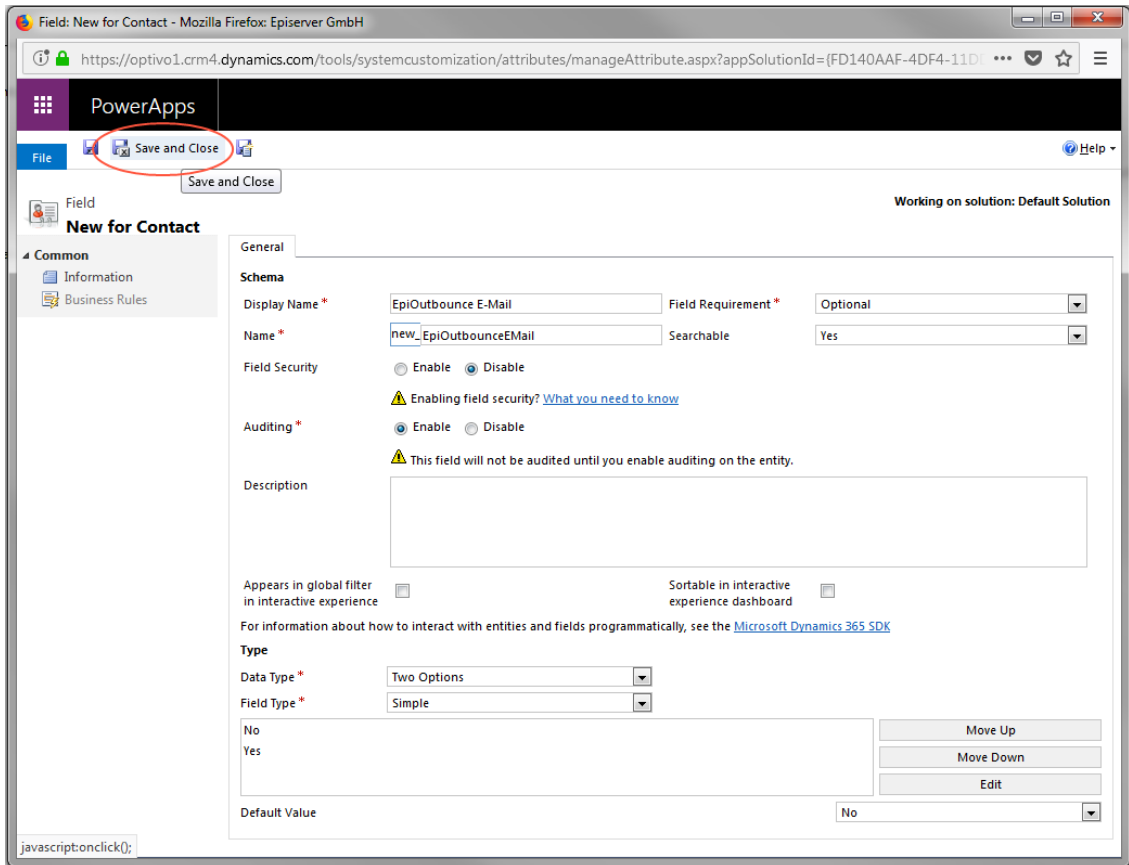 Field: New for Contact - Mozilla Firefox: Episerver GmbH
https://optivo1.crm4.dynamics.com/tools/systemcustomization/attributes/manageAttribute.aspx?appSolutionId={FD140AAF-4DF4-11D
PowerApps
File Save and Close Help
Save and Close
Field
New for Contact
Working on solution: Default Solution
Common
Information
Business Rules
General
Schema
Display Name * EpiOutbounce E-Mail Field Requirement * Optional
Name * new_ EpiOutbounceEMail Searchable Yes
Field Security Enable Disable
Enabling field security? What you need to know
Auditing * Enable Disable
This field will not be audited until you enable auditing on the entity.
Description
Appears in global filter
in interactive experience
Sortable in interactive
experience dashboard
For information about how to interact with entities and fields programmatically, see the Microsoft Dynamics 365 SDK
Type
Data Type * Two Options
Field Type * Simple
No
Yes
Move Up
Move Down
Edit
Default Value No
javascript:onclick();